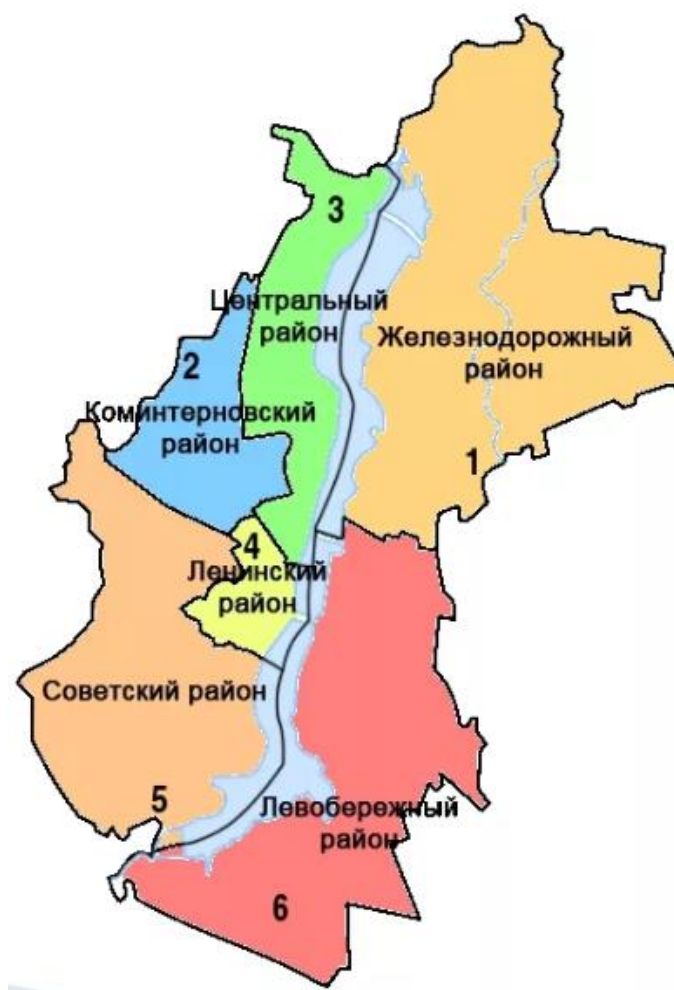 3
Центральный
район
Железнодорожный
район
2
Коминтерновский
район
1
4
Ленинский
район
Советский район
5
Левобережный
район
6